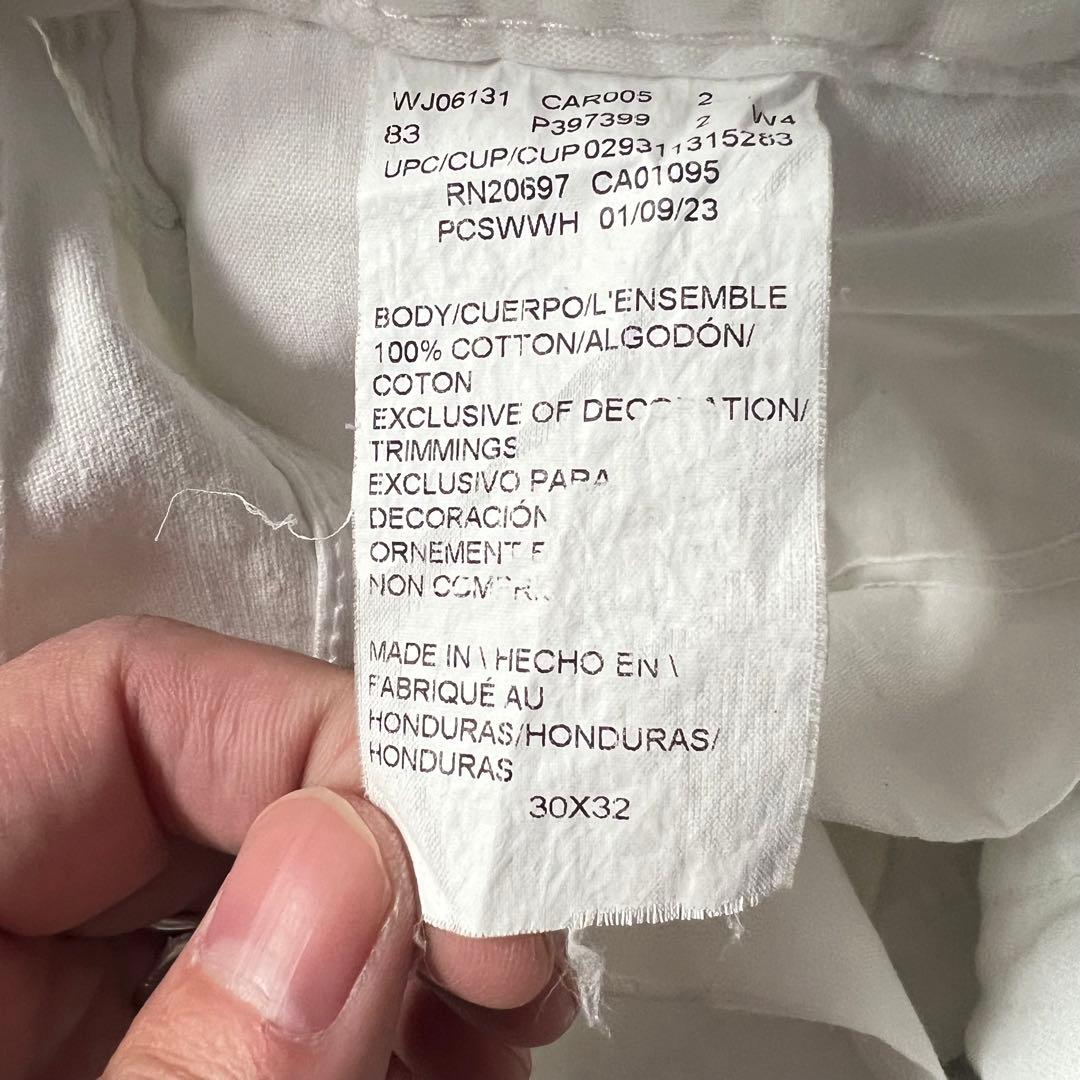 WJ06131 CAR005 2
83 P397399 2 W4
UPC/CUP/CUP 029311315283
RN20697 CA01095
PCSWWH 01/09/23
BODY/CUERPO/L'ENSEMBLE
100% COTTON/ALGODÓN/
COTON
EXCLUSIVE OF
TRIMMINGS
EXCLUSIVO PARA
DECORACIÓN
ORNEMENT
NON
MADE IN \ HECHO EN \
FABRIQUÉ AU
HONDURAS/HONDURAS/
HONDURAS
30X32